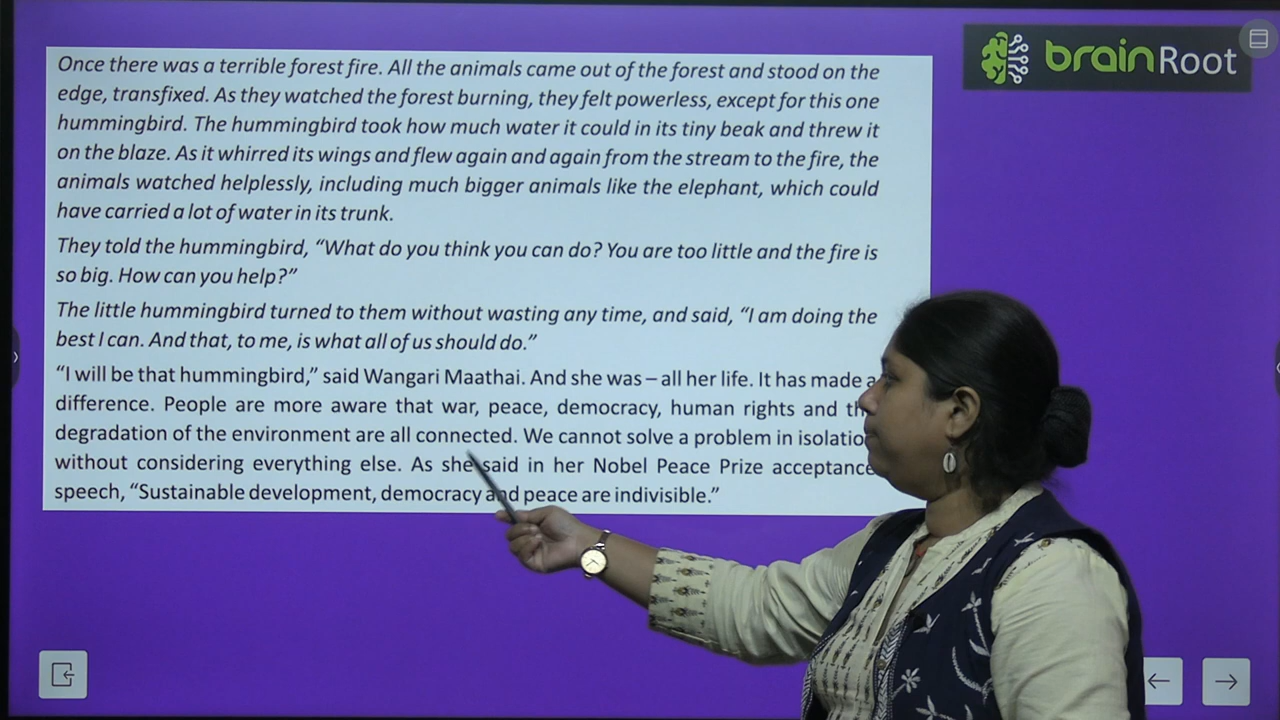 brainRoot
Once there was a terrible forest fire. All the animals came out of the forest and stood on the
edge, transfixed. As they watched the forest burning, they felt powerless, except for this one
hummingbird. The hummingbird took how much water it could in its tiny beak and threw it
on the blaze. As it whirred its wings and flew again and again from the stream to the fire, the
animals watched helplessly, including much bigger animals like the elephant, which could
have carried a lot of water in its trunk.
They told the hummingbird, “What do you think you can do? You are too little and the fire is
so big. How can you help?”
The little hummingbird turned to them without wasting any time, and said, “I am doing the
best I can. And that, to me, is what all of us should do.”
“I will be that hummingbird,” said Wangari Maathai. And she was – all her life. It has made a
difference. People are more aware that war, peace, democracy, human rights and
degradation of the environment are all connected. We cannot solve a problem in
without considering everything else. As she said in her Nobel Peace Prize acceptance
speech, “Sustainable development, democracy and peace are indivisible.”